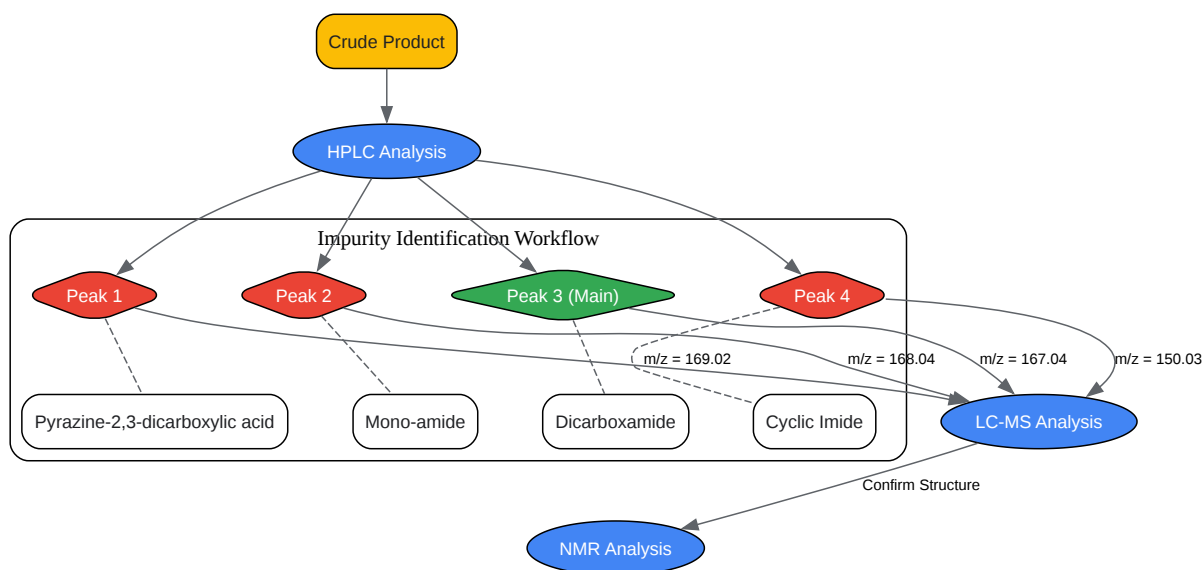 Crude Product
HPLC Analysis
Impurity Identification Workflow
Peak 1
Peak 2
Peak 3 (Main)
Peak 4
m/z = 169.02
m/z = 168.04
m/z = 167.04
m/z = 150.03
Pyrazine-2,3-dicarboxylic acid
Mono-amide
Dicarboxamide
Cyclic Imide
LC-MS Analysis
Confirm Structure
NMR Analysis